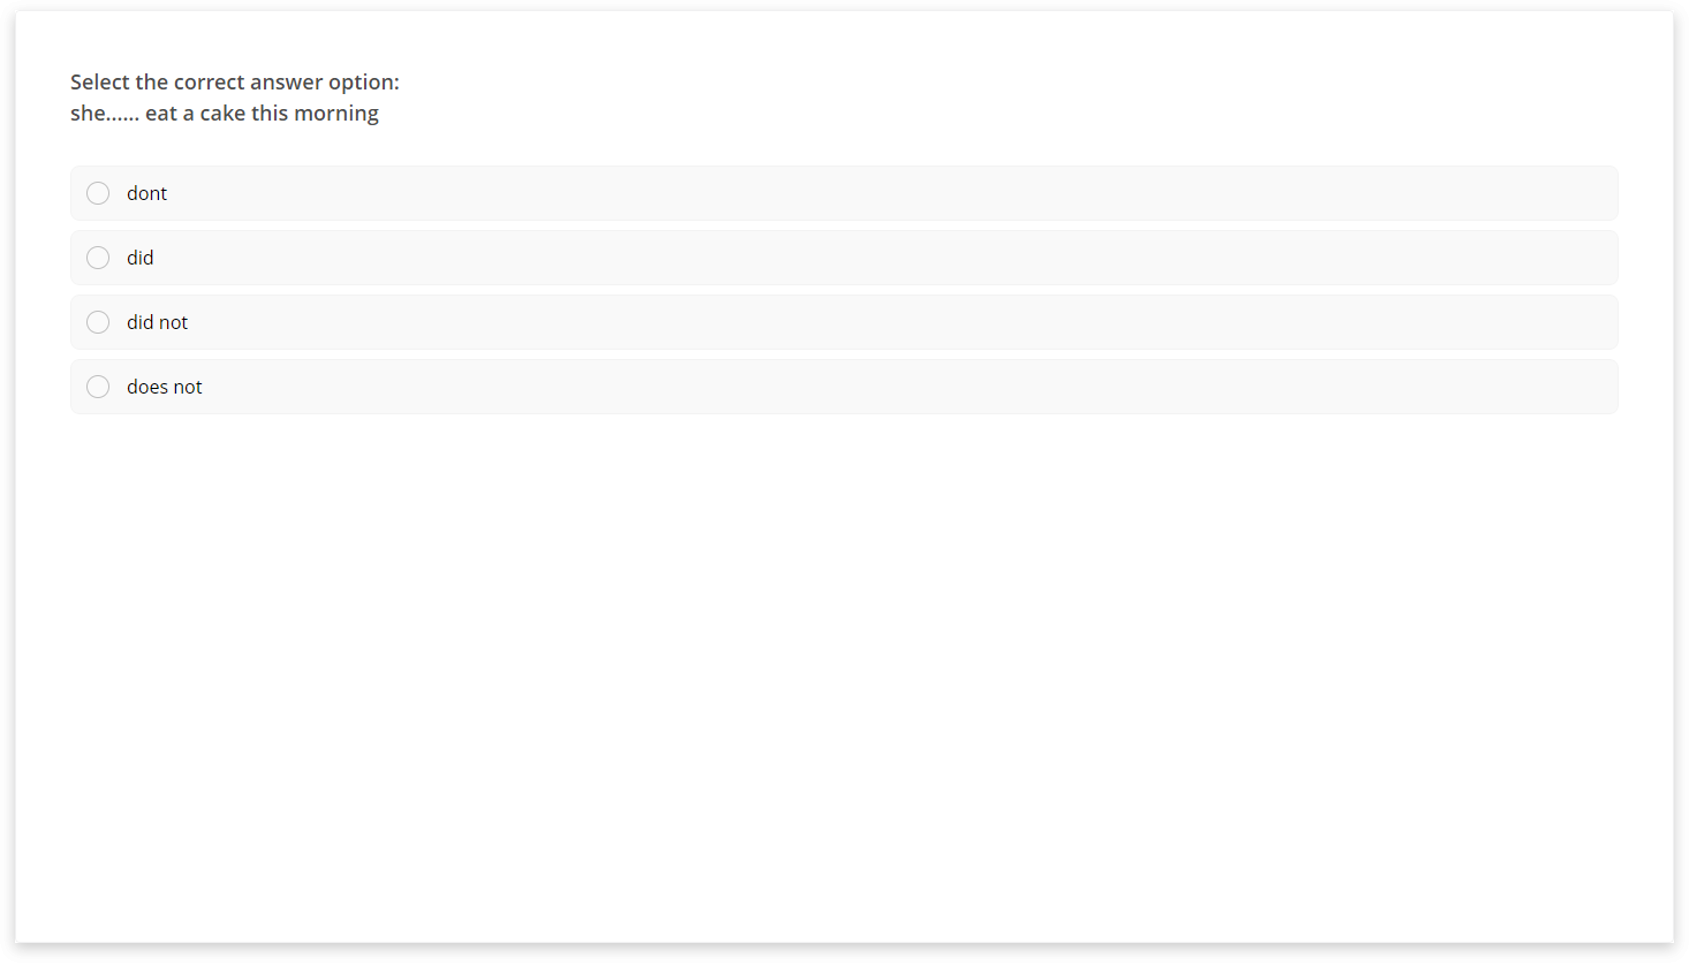 Select the correct answer option:
she...... eat a cake this morning
dont
did
did not
does not